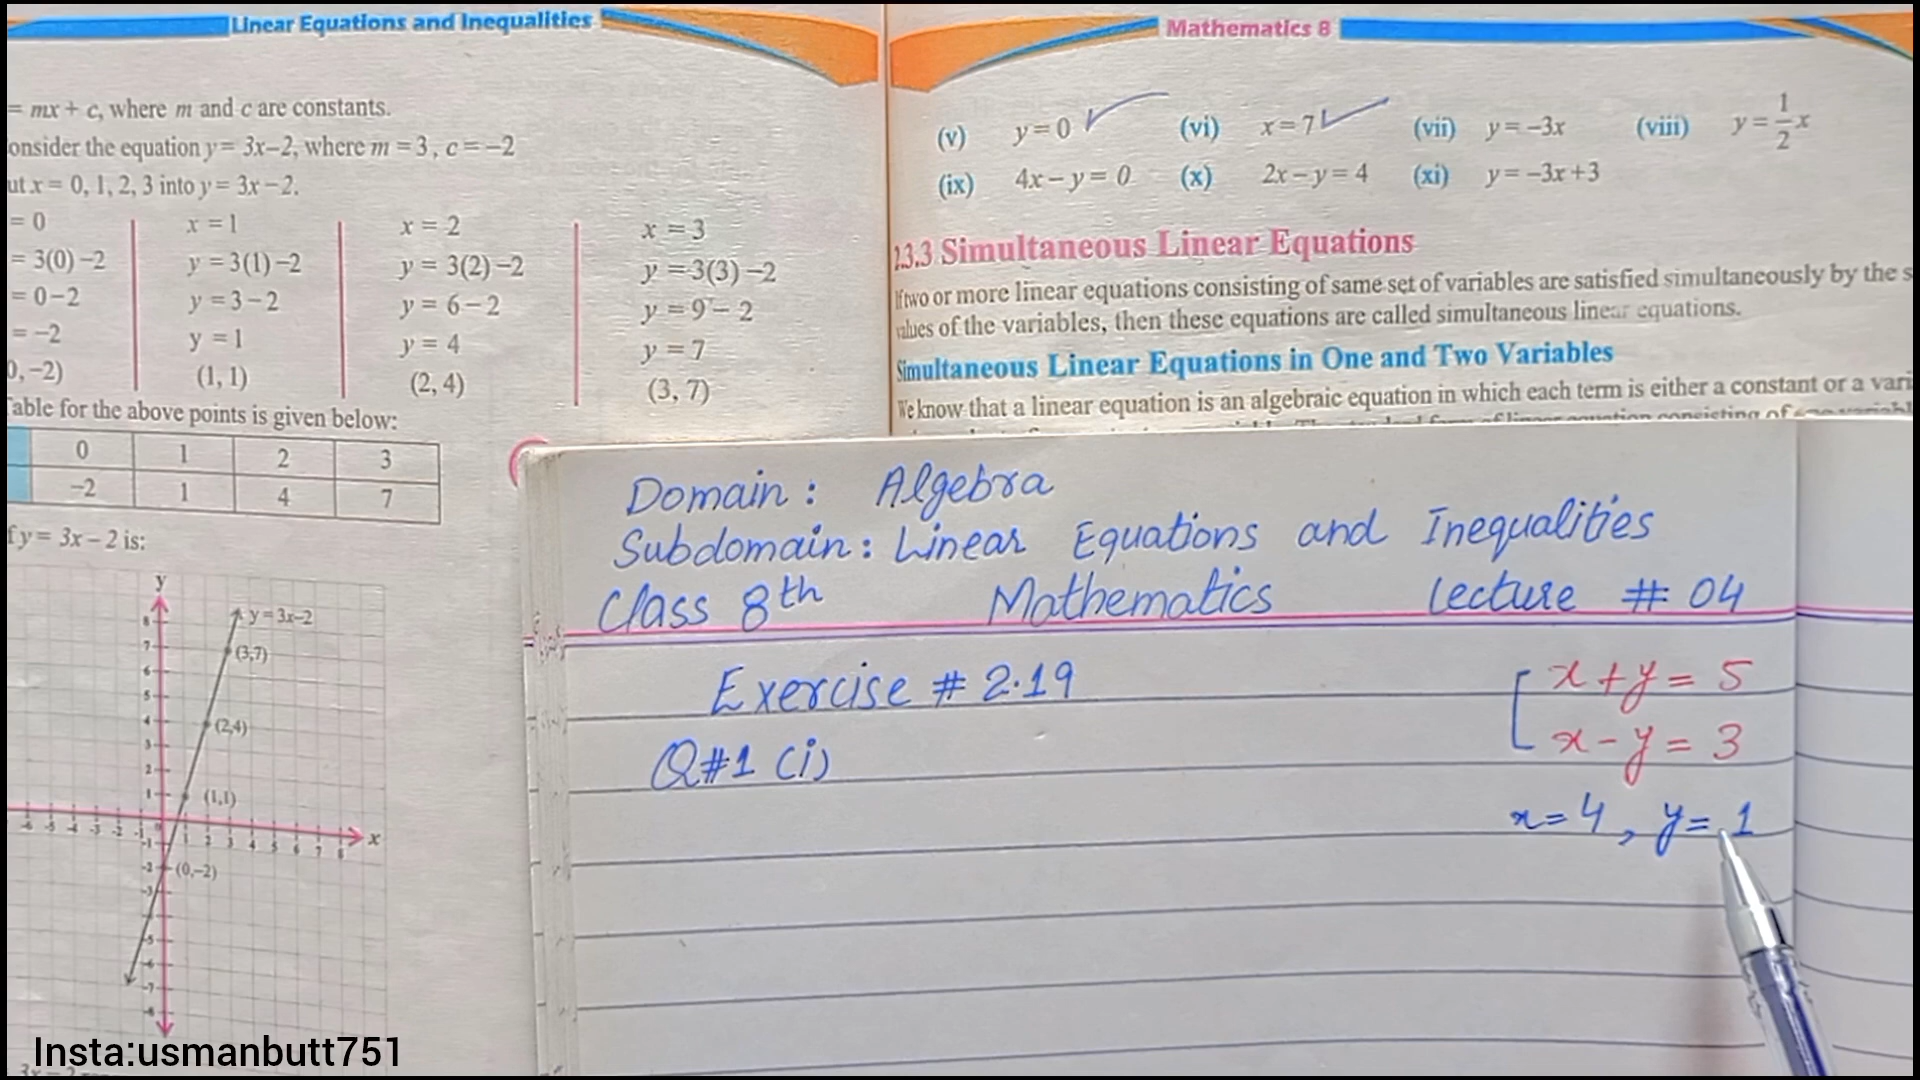 Linear Equations and Inequalities
= mx + c, where m and c are constants.
onsider the equation y = 3x–2, where m = 3, c = –2
ut x = 0, 1, 2, 3 into y = 3x – 2.
= 0
= 3(0) –2
= 0–2
= –2
0, –2)
x = 1
y = 3(1) –2
y = 3 – 2
y = 1
(1, 1)
x = 2
y = 3(2) –2
y = 6 – 2
y = 4
(2, 4)
x = 3
y = 3(3) –2
y = 9 – 2
y = 7
(3, 7)
able for the above points is given below:
0 1 2 3
–2 1 4 7
f y = 3x – 2 is:
y
y = 3x–2
(3,7)
(2,4)
(1,1)
x
(0,–2)
Insta:usmanbutt751
Mathematics 8
(v) y = 0 (vi) x = 7 (vii) y = –3x (viii) y = 1/2 x
(ix) 4x – y = 0 (x) 2x – y = 4 (xi) y = –3x +3
2.3.3 Simultaneous Linear Equations
If two or more linear equations consisting of same set of variables are satisfied simultaneously by the s
values of the variables, then these equations are called simultaneous linear equations.
Simultaneous Linear Equations in One and Two Variables
We know that a linear equation is an algebraic equation in which each term is either a constant or a vari
Domain: Algebra
Subdomain: Linear Equations and Inequalities
Class 8th Mathematics Lecture # 04
Exercise # 2.19
Q#1 (i)
x + y = 5
x - y = 3
x = 4, y = 1